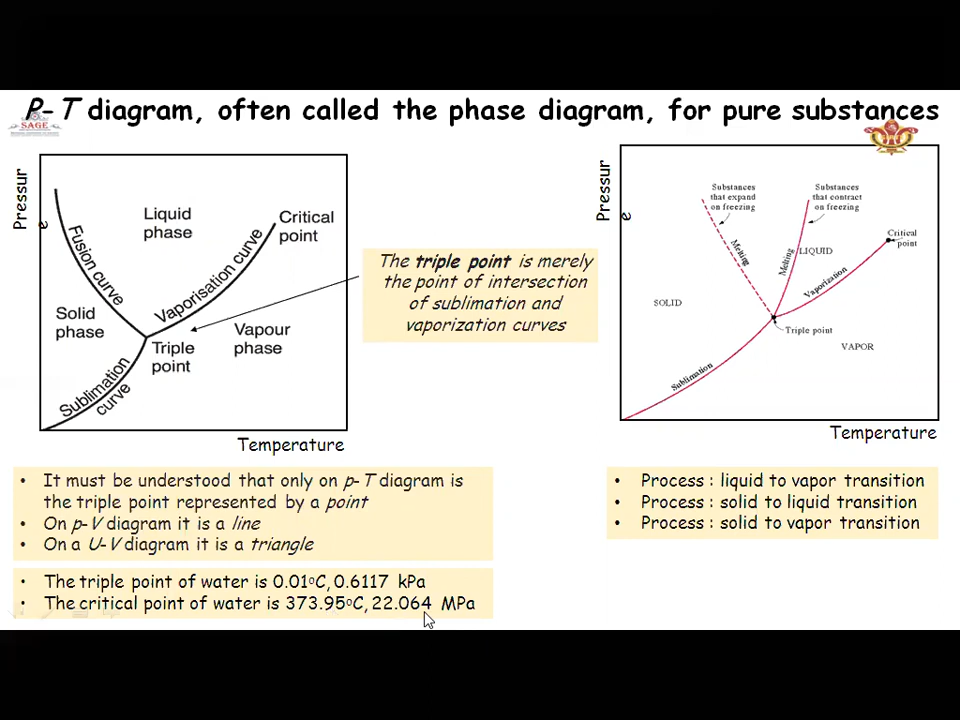 P-T diagram, often called the phase diagram, for pure substances
SAGE
Pressur
e
Liquid
phase
Critical
point
Fusion curve
Vaporisation curve
Solid
phase
Vapour
phase
Triple
point
Sublimation
curve
Temperature
The triple point is merely
the point of intersection
of sublimation and
vaporization curves
Pressur
e
Substances
that expand
on freezing
Substances
that contract
on freezing
Critical
point
Melting
Melting
LIQUID
Vaporization
SOLID
Triple point
VAPOR
Sublimation
Temperature
• It must be understood that only on p-T diagram is
the triple point represented by a point
• On p-V diagram it is a line
• On a U-V diagram it is a triangle
• The triple point of water is 0.01oC, 0.6117 kPa
• The critical point of water is 373.95oC, 22.064 MPa
• Process : liquid to vapor transition
• Process : solid to liquid transition
• Process : solid to vapor transition